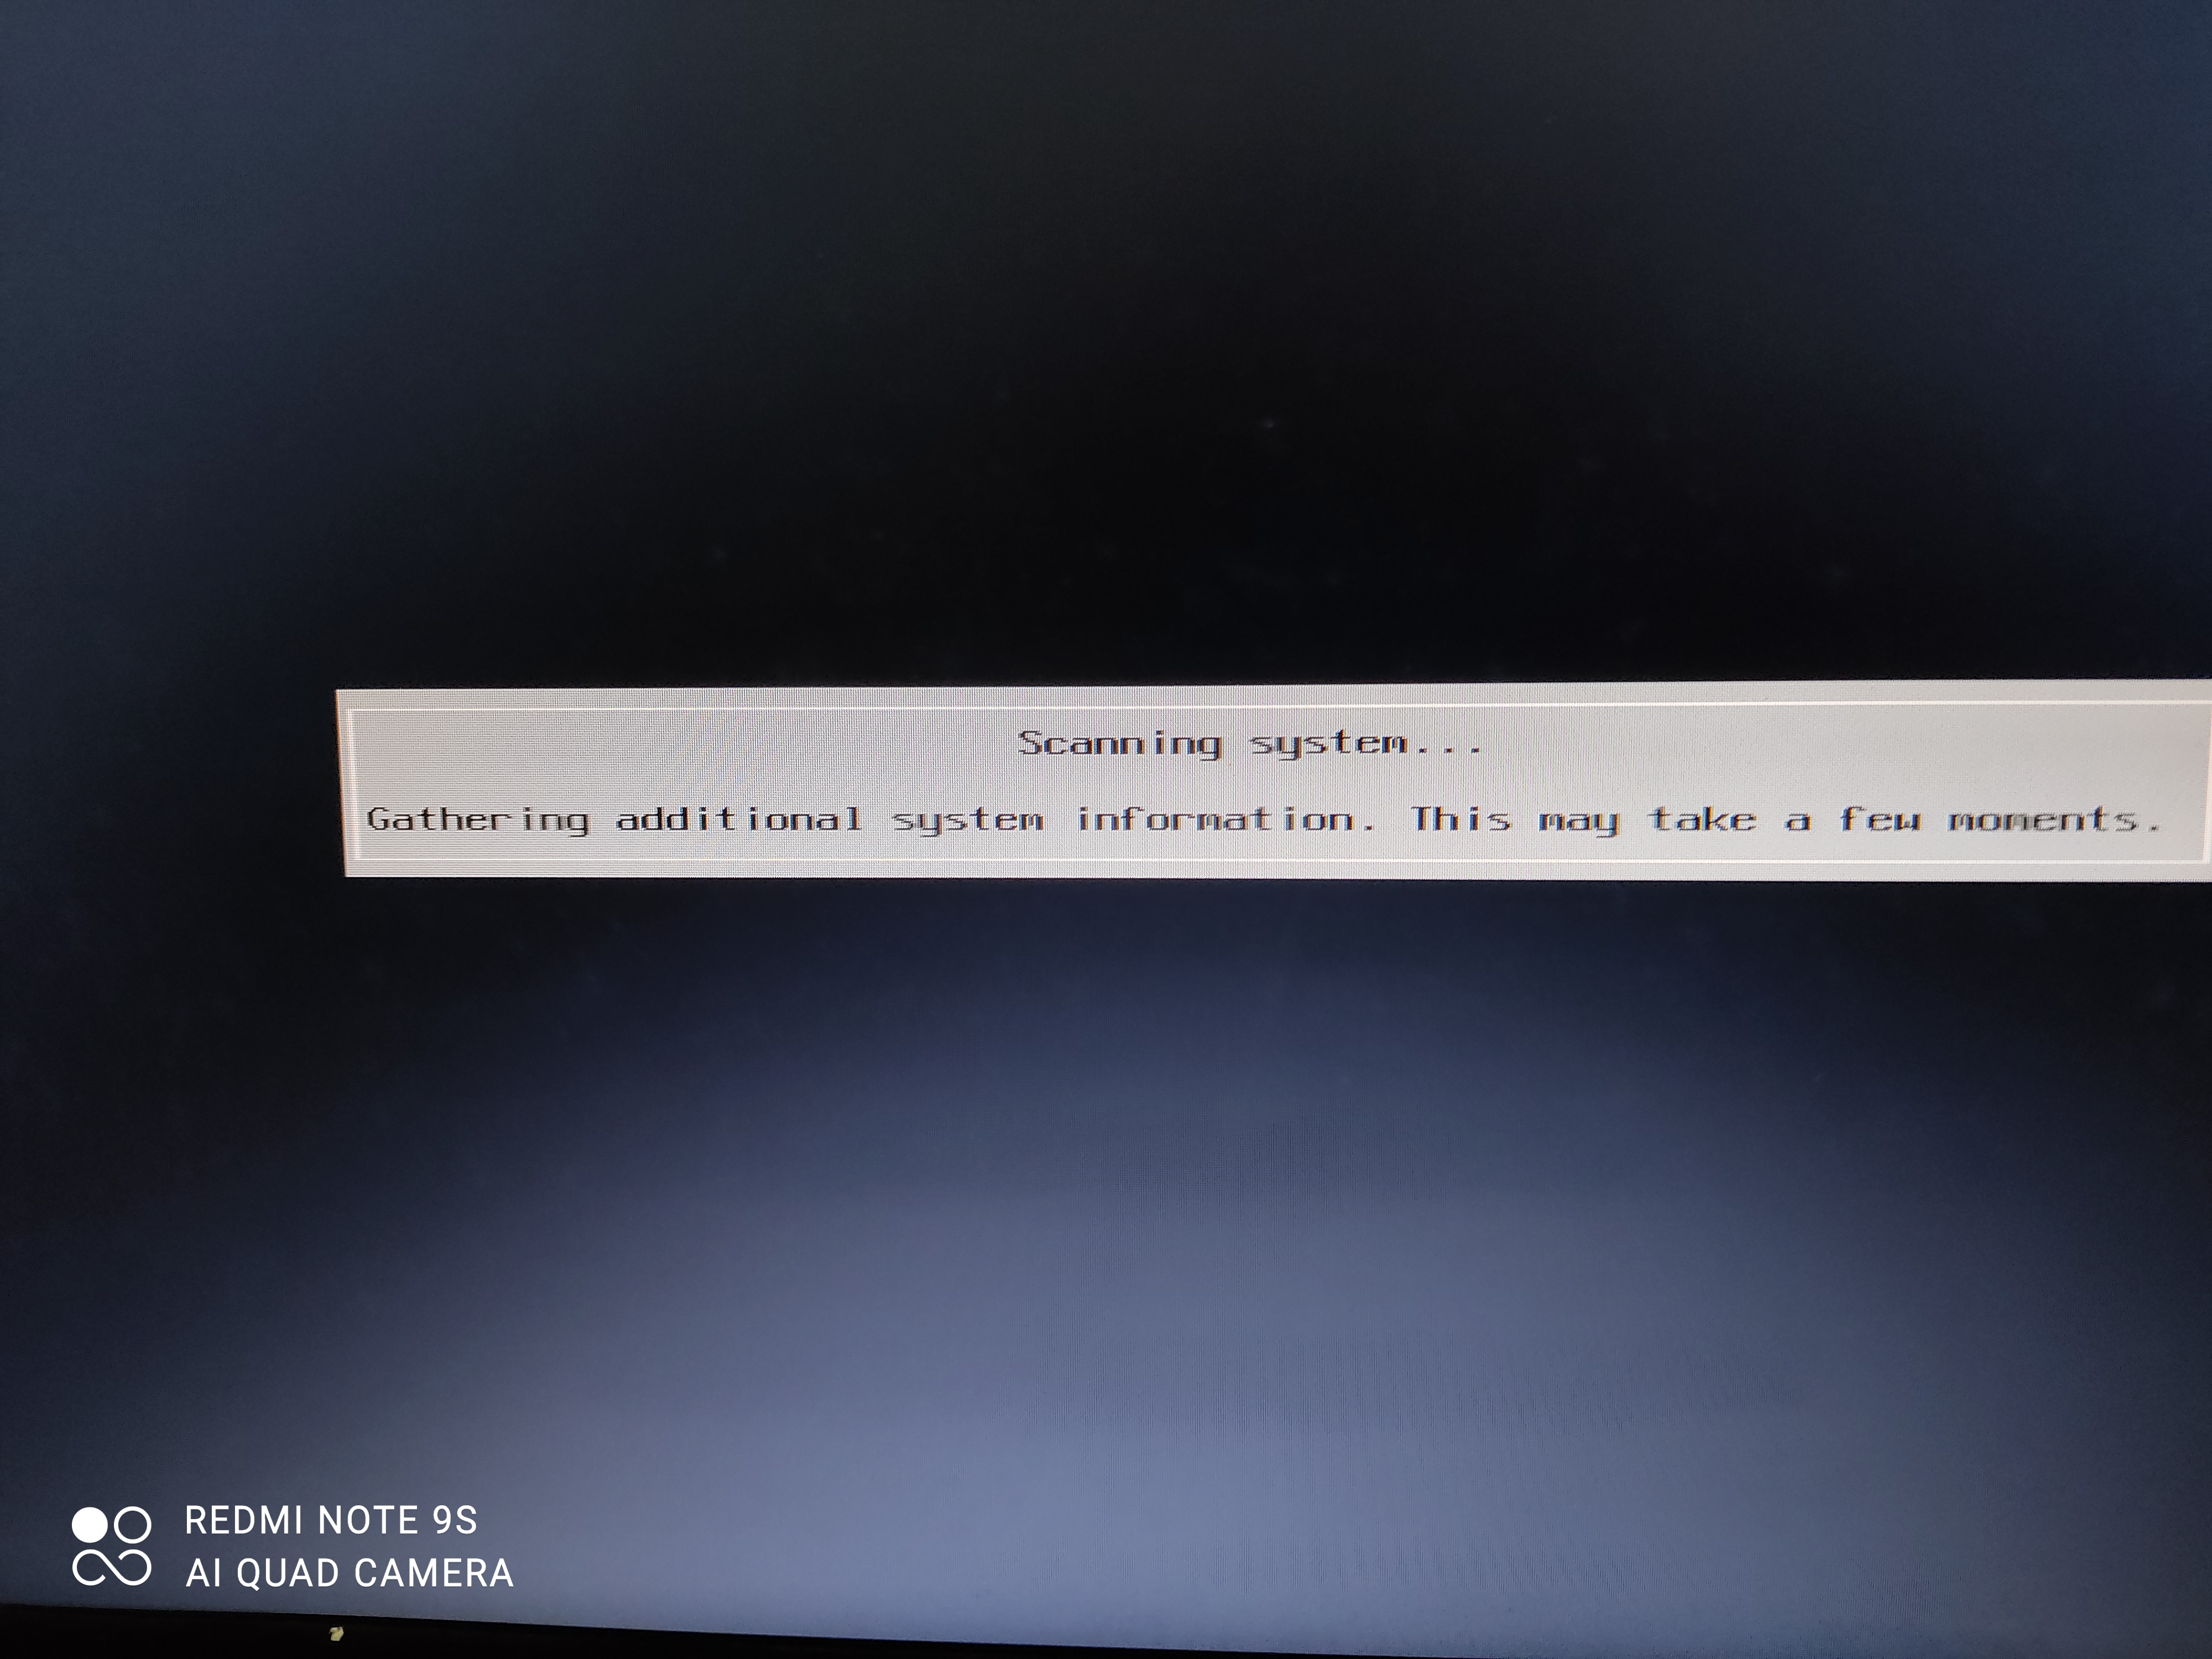 Scanning system...
Gathering additional system information. This may take a few moments.
REDMI NOTE 9S
AI QUAD CAMERA